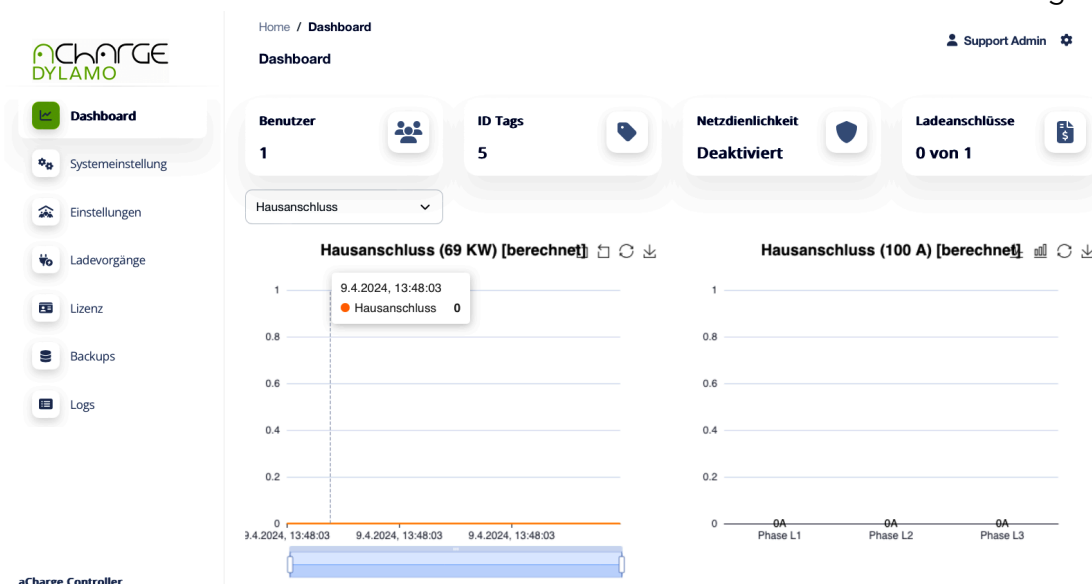 Home / Dashboard
Dashboard
Support Admin
ACHARGE
DYLAMO
Dashboard
Systemeinstellung
Einstellungen
Ladevorgänge
Lizenz
Backups
Logs
aCharge Controller
Benutzer
1
ID Tags
5
Netzdienlichkeit
Deaktiviert
Ladeanschlüsse
0 von 1
Hausanschluss
Hausanschluss (69 KW) [berechnet]
9.4.2024, 13:48:03
Hausanschluss 0
1
0.8
0.6
0.4
0.2
0
9.4.2024, 13:48:03 9.4.2024, 13:48:03 9.4.2024, 13:48:03
Hausanschluss (100 A) [berechnet]
1
0.8
0.6
0.4
0.2
0
0A 0A 0A
Phase L1 Phase L2 Phase L3